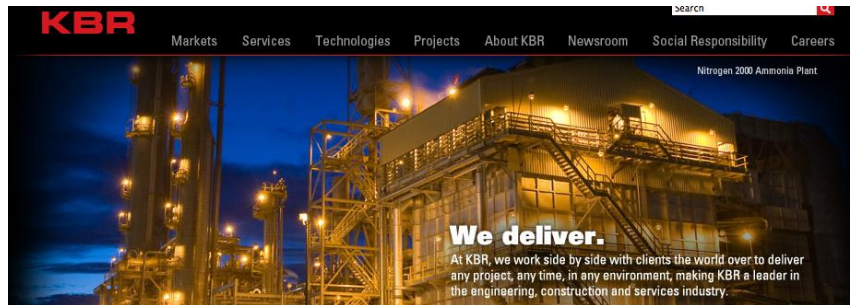 Search
KBR
Markets Services Technologies Projects About KBR Newsroom Social Responsibility Careers
Nitrogen 2000 Ammonia Plant
We deliver.
At KBR, we work side by side with clients the world over to deliver
any project, any time, in any environment, making KBR a leader in
the engineering, construction and services industry.